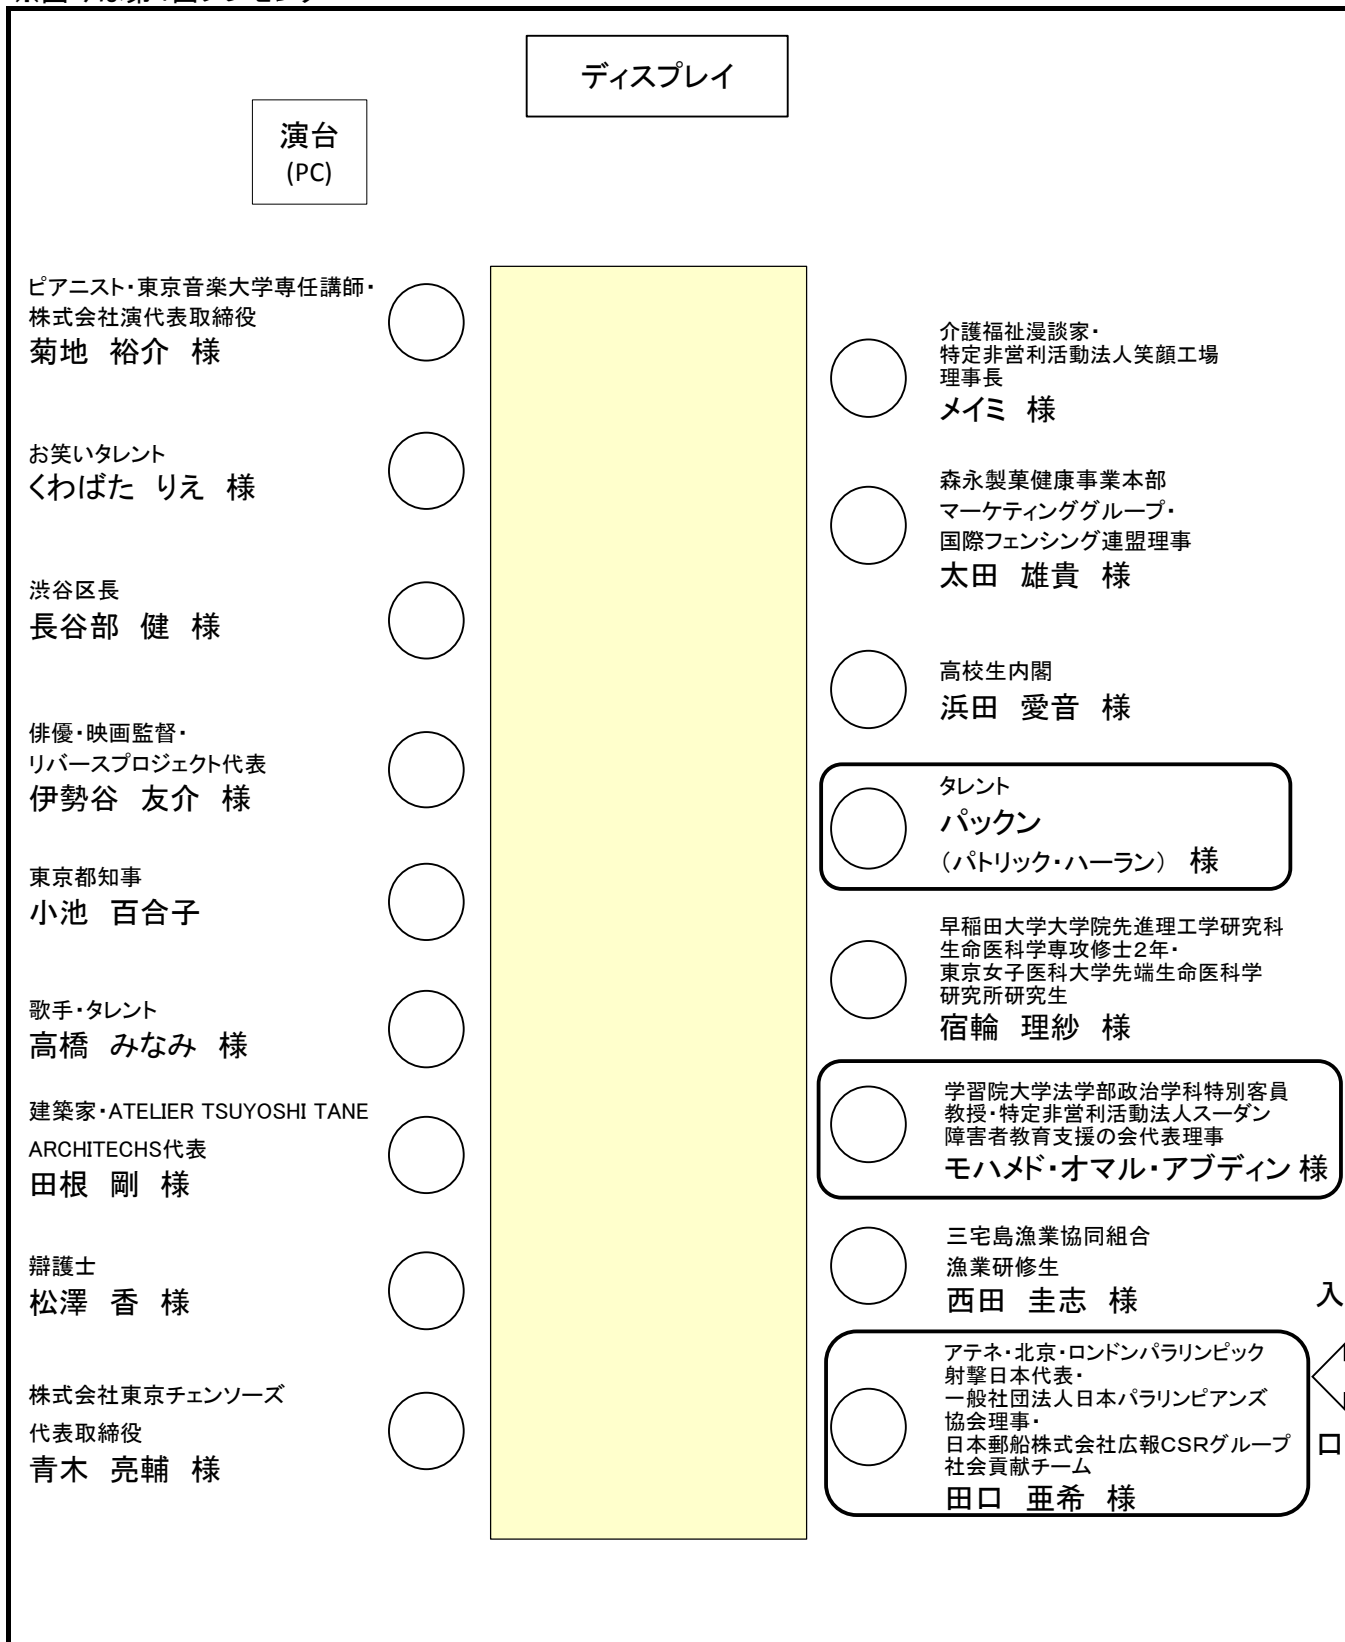 ディスプレイ
演台
(PC)
ピアニスト・東京音楽大学専任講師・
株式会社演代表取締役
菊地　裕介　様
お笑いタレント
くわばた　りえ　様
渋谷区長
長谷部　健　様
俳優・映画監督・
リバースプロジェクト代表
伊勢谷　友介　様
東京都知事
小池　百合子
歌手・タレント
高橋　みなみ　様
建築家・ATELIER TSUYOSHI TANE
ARCHITECHS代表
田根　剛　様
辯護士
松澤　香　様
株式会社東京チェンソーズ
代表取締役
青木　亮輔　様
介護福祉漫談家・
特定非営利活動法人笑顔工場
理事長
メイミ　様
森永製菓健康事業本部
マーケティンググループ・
国際フェンシング連盟理事
太田　雄貴　様
高校生内閣
浜田　愛音　様
タレント
パックン
（パトリック・ハーラン）　様
早稲田大学大学院先進理工学研究科
生命医科学専攻修士2年・
東京女子医科大学先端生命医科学
研究所研究生
宿輪　理紗　様
学習院大学法学部政治学科特別客員
教授・特定非営利活動法人スーダン
障害者教育支援の会代表理事
モハメド・オマル・アブディン 様
三宅島漁業協同組合
漁業研修生
西田　圭志　様
アテネ・北京・ロンドンパラリンピック
射撃日本代表・
一般社団法人日本パラリンピアンズ
協会理事・
日本郵船株式会社広報CSRグループ
社会貢献チーム
田口　亜希　様
入
口